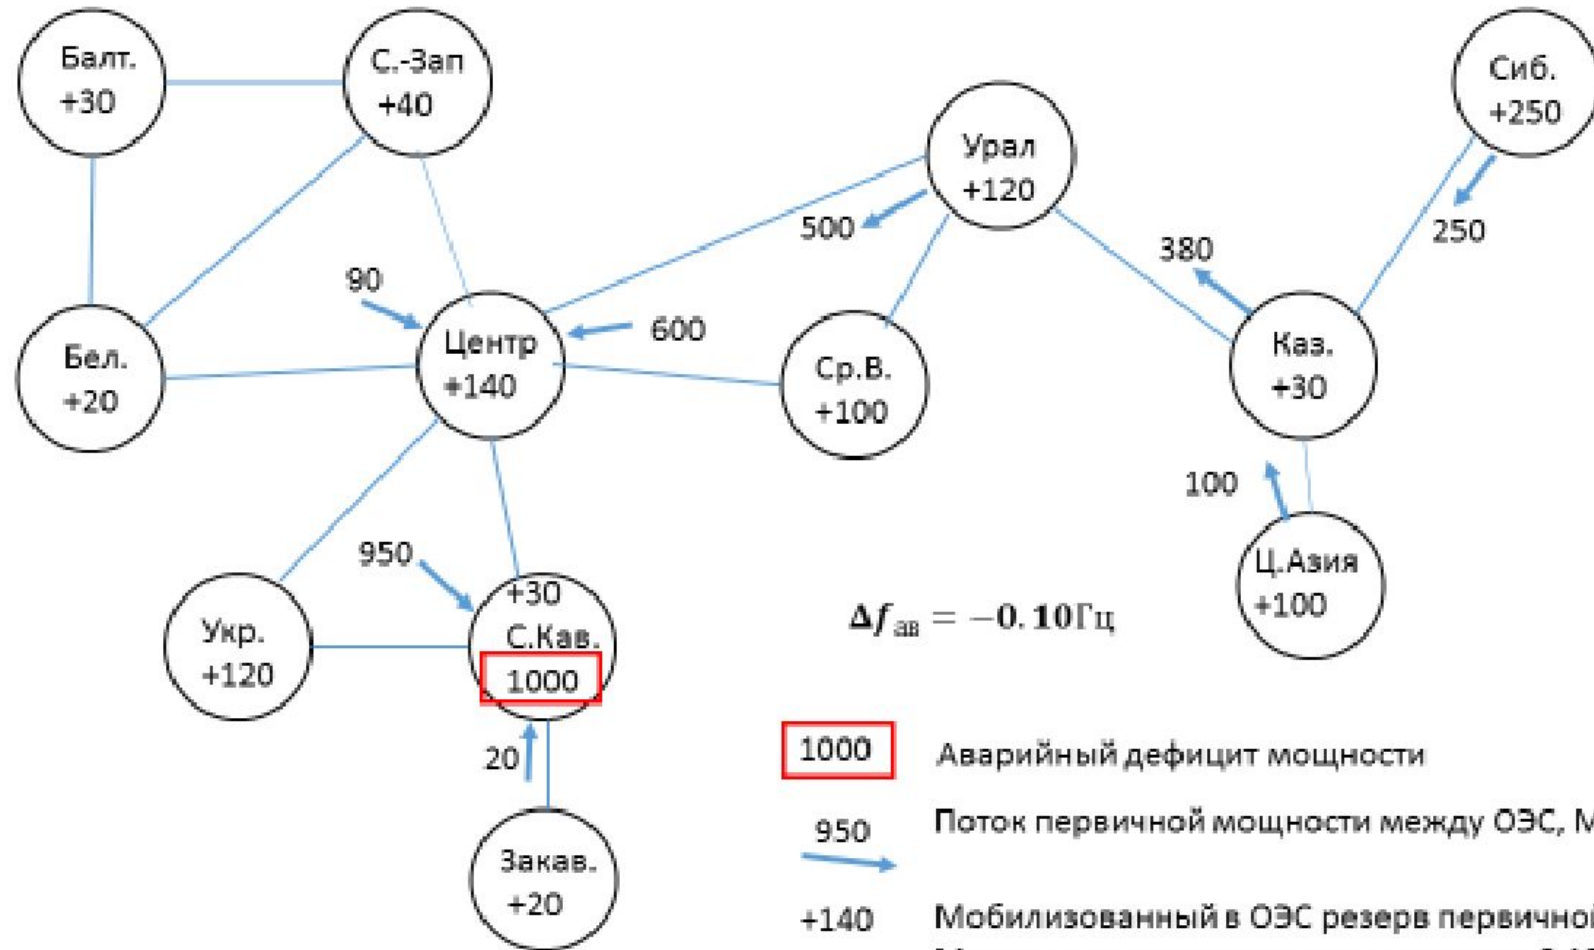 Балт.
+30
С.-Зап
+40
Урал
+120
Сиб.
+250
500
380
250
90
Центр
+140
600
Бел.
+20
Ср.В.
+100
Каз.
+30
100
950
+30
С.Кав.
1000
Укр.
+120
Ц.Азия
+100
Δfав = −0.10Гц
20
Закав.
+20
1000 Аварийный дефицит мощности
950 Поток первичной мощности между ОЭС, М
+140 Мобилизованный в ОЭС резерв первичной